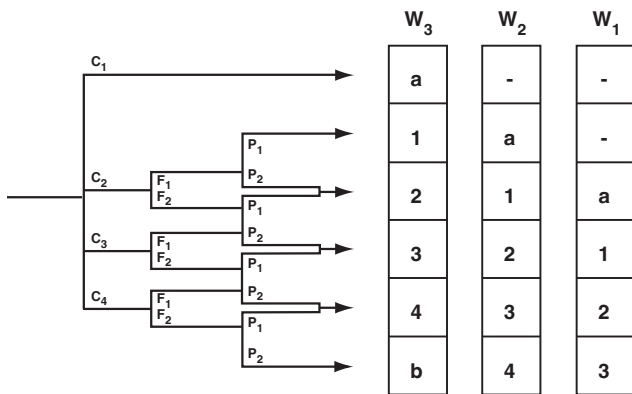 W3 W2 W1
C1
a - -
P1
1 a -
C2 F1 P2
F2 P1
2 1 a
C3 F1 P2
F2 P1
3 2 1
C4 F1 P2
F2 P1
4 3 2
P2
b 4 3